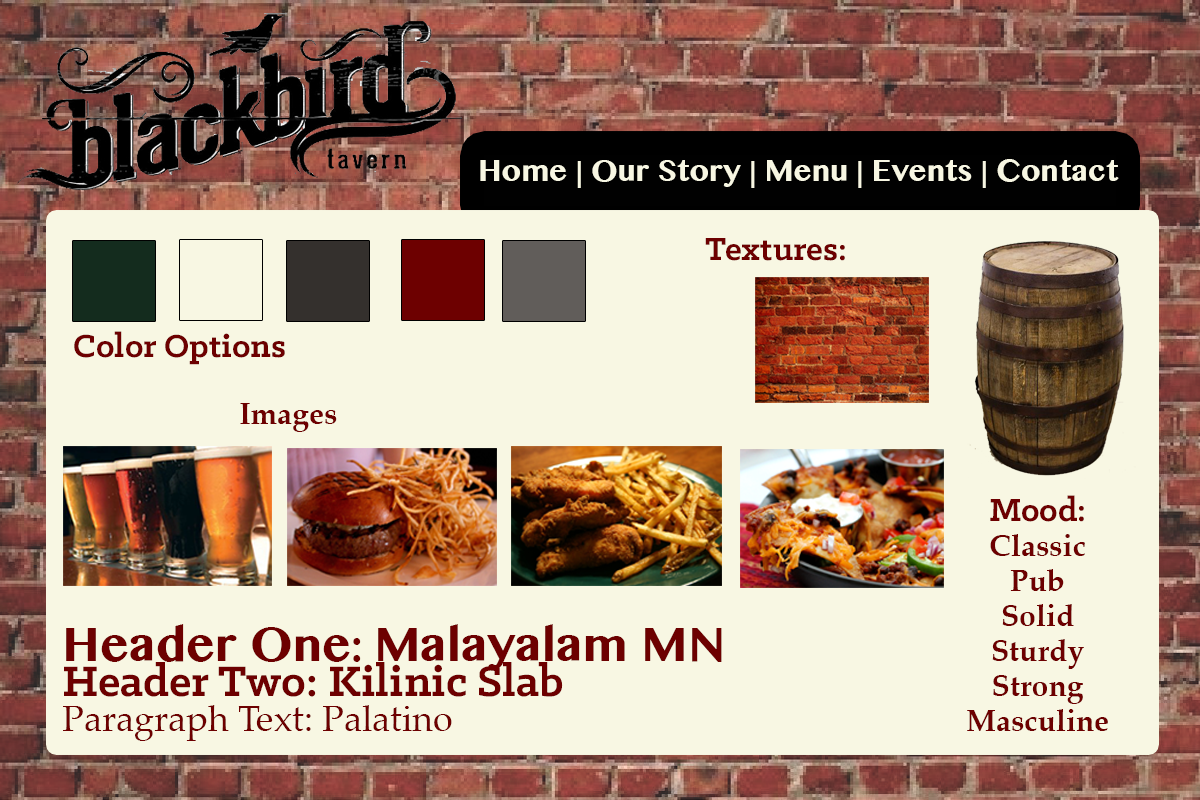 blackbird
tavern
Home | Our Story | Menu | Events | Contact
Textures:
Color Options
Images
Mood:
Classic
Pub
Solid
Sturdy
Strong
Masculine
Header One: Malayalam MN
Header Two: Kilinic Slab
Paragraph Text: Palatino